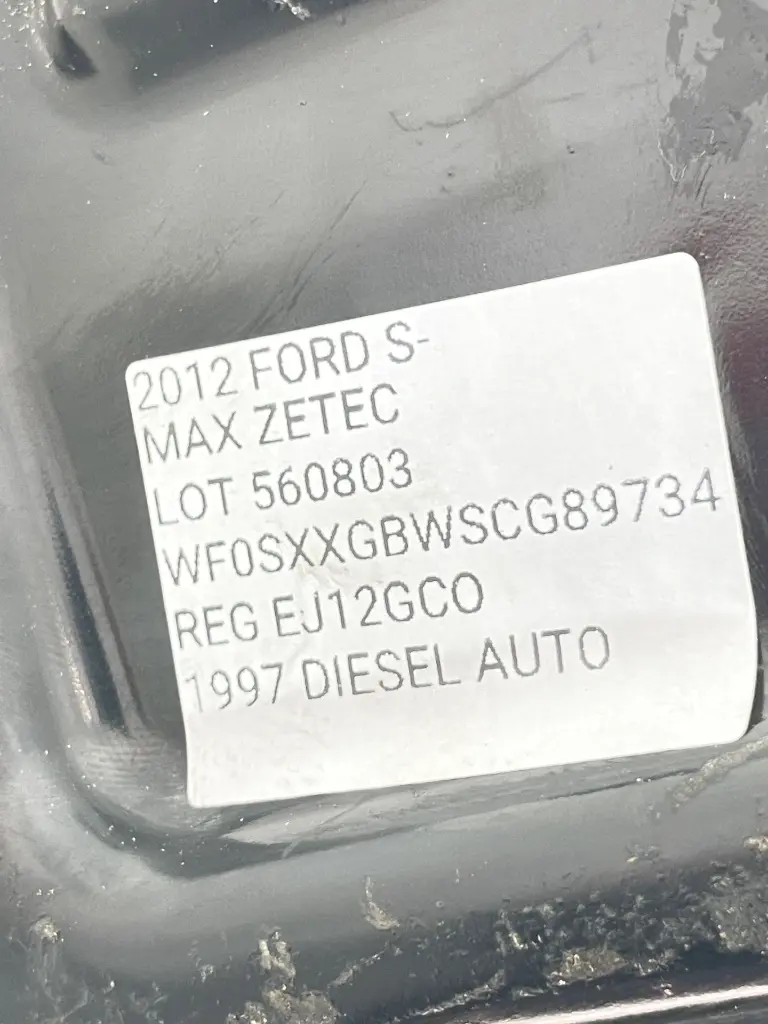 2012 FORD S-
MAX ZETEC
LOT 560803
WF0SXXGBWSCG89734
REG EJ12GCO
1997 DIESEL AUTO